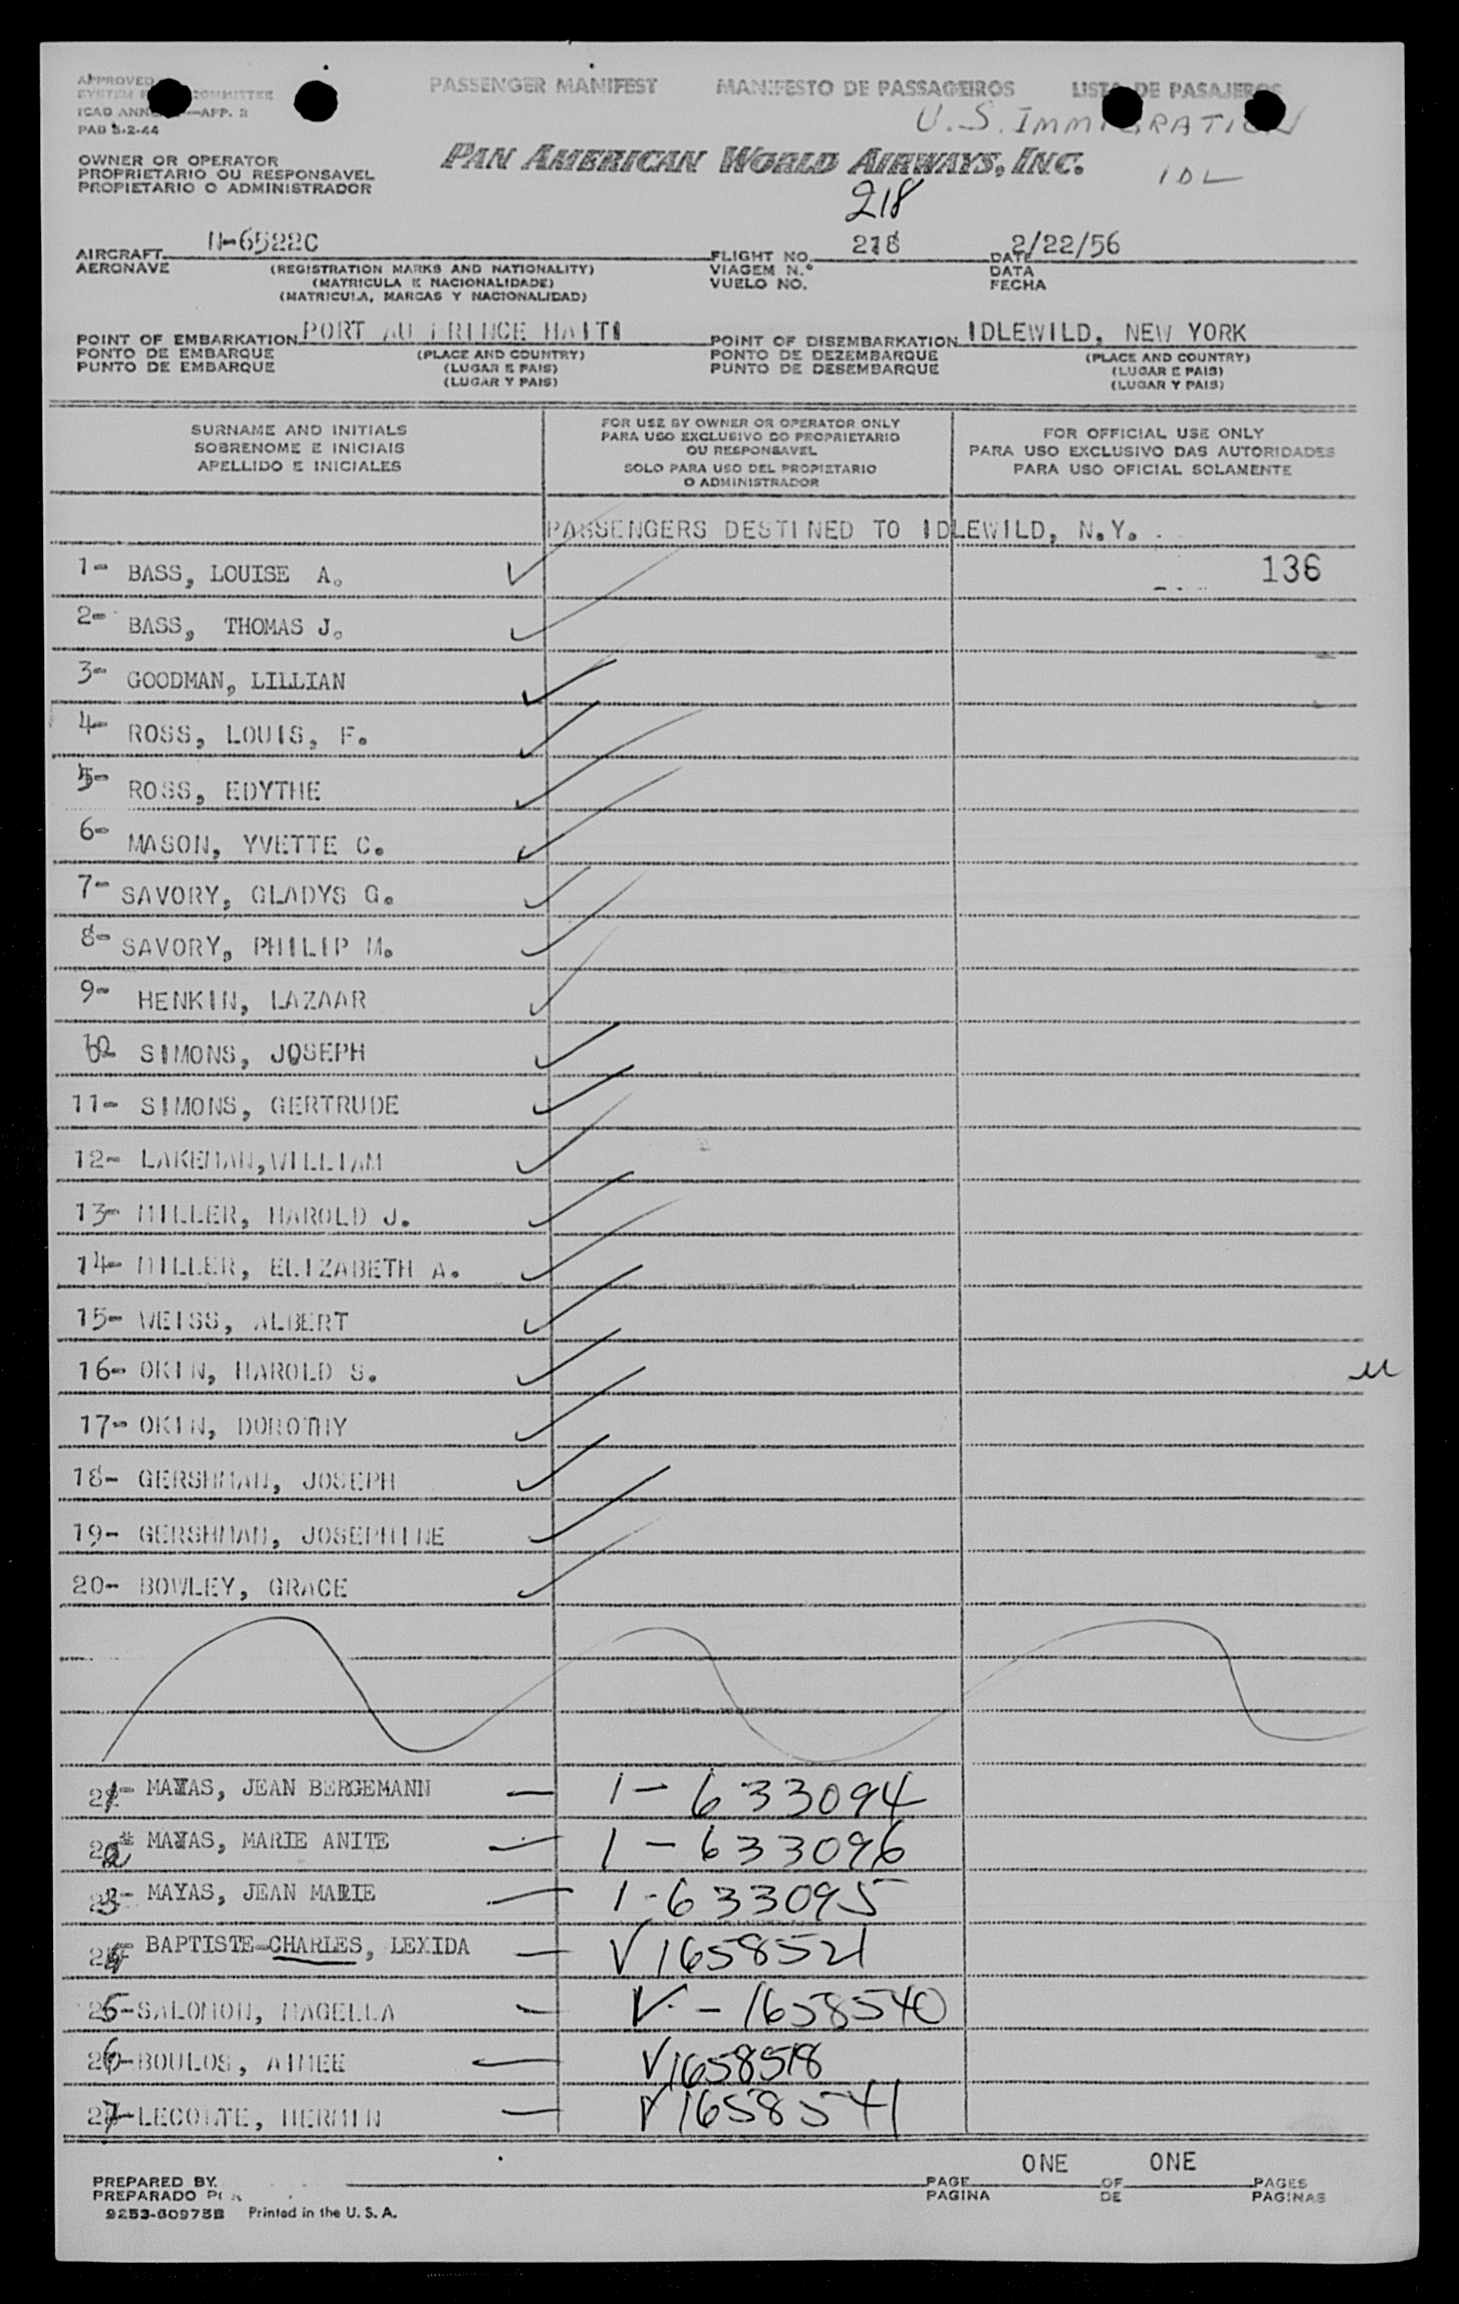 APPROVED
SYSTEM COMMITTEE
ICAO ANNEX —APP. 2
PAD 5-2-44
PASSENGER MANIFEST MANIFESTO DE PASSAGEIROS LISTA DE PASAJEROS
U.S. IMMIGRATION
IDL
OWNER OR OPERATOR
PROPRIETARIO OU RESPONSAVEL
PROPIETARIO O ADMINISTRADOR
PAN AMERICAN WORLD AIRWAYS, INC.
218
AIRCRAFT N-6522C FLIGHT NO. 218 DATE 2/22/56
AERONAVE (REGISTRATION MARKS AND NATIONALITY) VIAGEM N.° DATA
(MATRICULA E NACIONALIDADE) VUELO NO. FECHA
(MATRICULA, MARCAS Y NACIONALIDAD)
POINT OF EMBARKATION PORT AU PRINCE HAITI POINT OF DISEMBARKATION IDLEWILD, NEW YORK
PONTO DE EMBARQUE (PLACE AND COUNTRY) PONTO DE DEZEMBARQUE (PLACE AND COUNTRY)
PUNTO DE EMBARQUE (LUGAR E PAIS) PUNTO DE DESEMBARQUE (LUGAR E PAIS)
(LUGAR Y PAIS) (LUGAR Y PAIS)
SURNAME AND INITIALS
SOBRENOME E INICIAIS
APELLIDO E INICIALES
FOR USE BY OWNER OR OPERATOR ONLY
PARA USO EXCLUSIVO DO PROPRIETARIO
OU RESPONSAVEL
SOLO PARA USO DEL PROPIETARIO
O ADMINISTRADOR
FOR OFFICIAL USE ONLY
PARA USO EXCLUSIVO DAS AUTORIDADES
PARA USO OFICIAL SOLAMENTE
PASSENGERS DESTINED TO IDLEWILD, N.Y.
1- BASS, LOUISE A. 136
2- BASS, THOMAS J.
3- GOODMAN, LILLIAN
4- ROSS, LOUIS, F.
5- ROSS, EDYTHE
6- MASON, YVETTE C.
7- SAVORY, GLADYS G.
8- SAVORY, PHILIP M.
9- HENKIN, LAZAAR
10 SIMONS, JOSEPH
11- SIMONS, GERTRUDE
12- LAKEMAN, WILLIAM
13- MILLER, HAROLD J.
14- MILLER, ELIZABETH A.
15- WEISS, ALBERT
16- OKIN, HAROLD S.
17- OKIN, DOROTHY
18- GERSHMAN, JOSEPH
19- GERSHMAN, JOSEPHINE
20- BOWLEY, GRACE
21- MAYAS, JEAN BERGEMANN — 1-633094
22 MAYAS, MARIE ANITE — 1-633096
23- MAYAS, JEAN MARIE — 1-633095
24 BAPTISTE-CHARLES, LEXIDA — V1658521
25-SALOMON, MAGELLA — V-1658540
26-BOULOS, AIMEE — V1658518
27-LECONTE, HERMIN — V1658541
PREPARED BY. PAGE ONE OF ONE PAGES
PREPARADO PAGINA DE PAGINAS
9253-60975B Printed in the U. S. A.